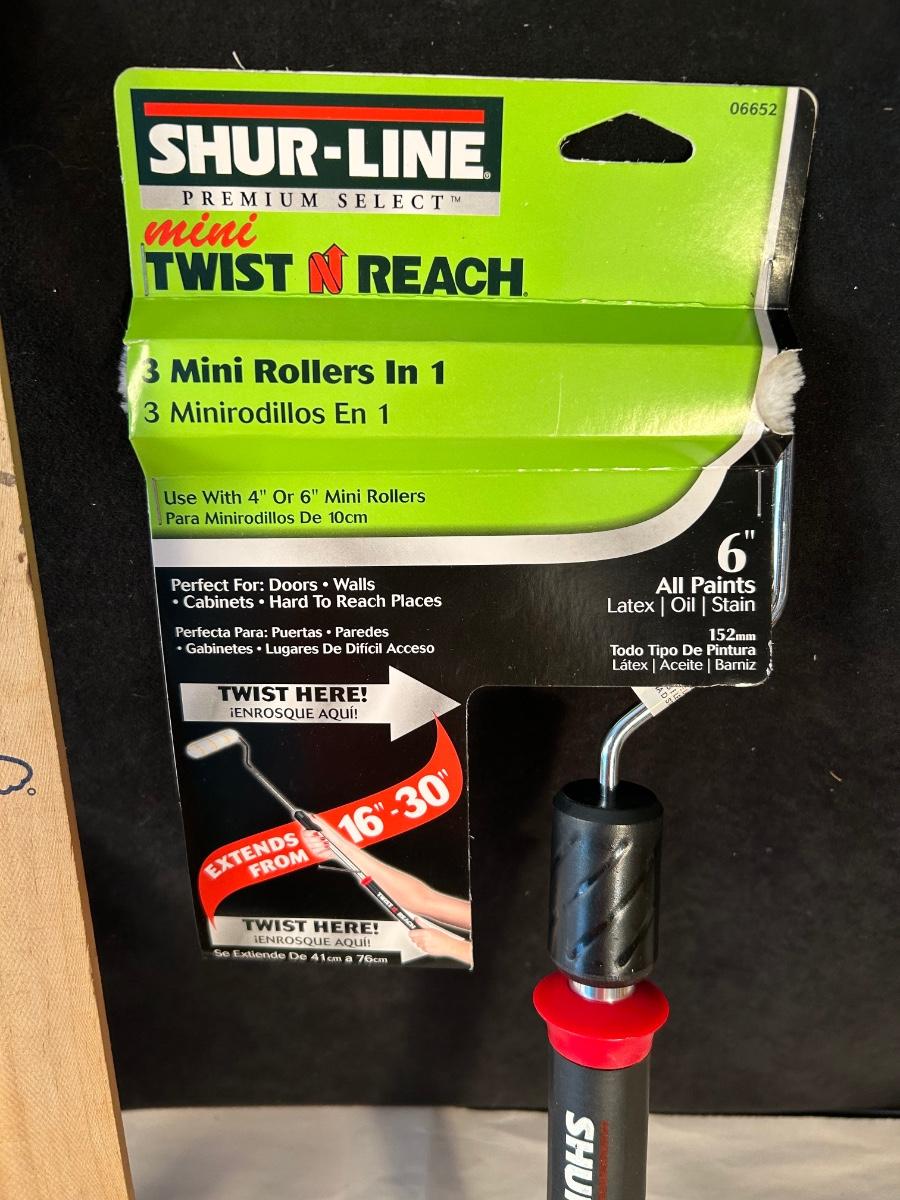 06652
SHUR-LINE®
PREMIUM SELECT™
mini
TWIST N REACH®
3 Mini Rollers In 1
3 Minirodillos En 1
Use With 4" Or 6" Mini Rollers
Para Minirodillos De 10cm
6"
All Paints
Latex | Oil | Stain
152mm
Todo Tipo De Pintura
Látex | Aceite | Barniz
Perfect For: Doors • Walls
• Cabinets • Hard To Reach Places
Perfecta Para: Puertas • Paredes
• Gabinetes • Lugares De Difícil Acceso
TWIST HERE!
¡ENROSQUE AQUÍ!
EXTENDS
FROM
16"-30"
TWIST N REACH
TWIST HERE!
¡ENROSQUE AQUÍ!
Se Extiende De 41cm a 76cm
SHUR